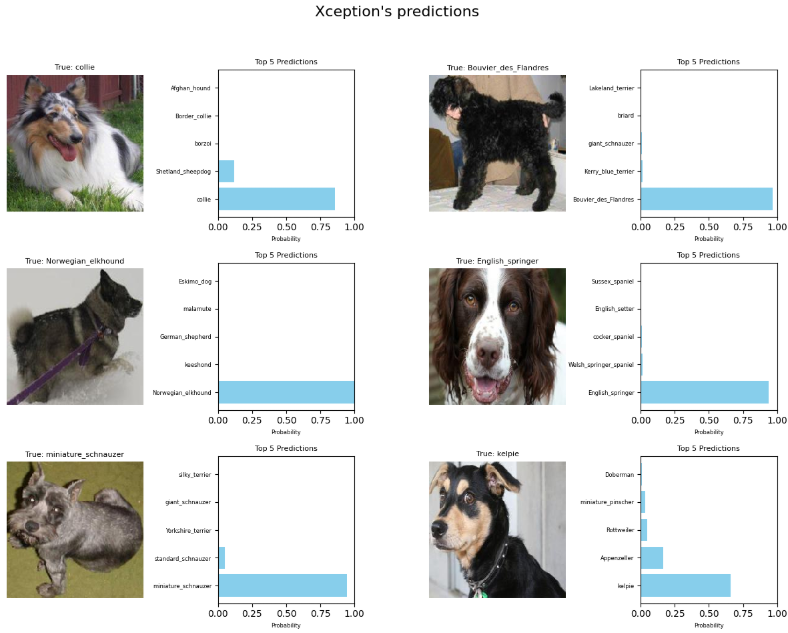 Xception's predictions
True: collie
Top 5 Predictions
Afghan_hound
Border_collie
borzoi
Shetland_sheepdog
collie
0.00 0.25 0.50 0.75 1.00
Probability
True: Bouvier_des_Flandres
Top 5 Predictions
Lakeland_terrier
briard
giant_schnauzer
Kerry_blue_terrier
Bouvier_des_Flandres
0.00 0.25 0.50 0.75 1.00
Probability
True: Norwegian_elkhound
Top 5 Predictions
Eskimo_dog
malamute
German_shepherd
keeshond
Norwegian_elkhound
0.00 0.25 0.50 0.75 1.00
Probability
True: English_springer
Top 5 Predictions
Sussex_spaniel
English_setter
cocker_spaniel
Welsh_springer_spaniel
English_springer
0.00 0.25 0.50 0.75 1.00
Probability
True: miniature_schnauzer
Top 5 Predictions
silky_terrier
giant_schnauzer
Yorkshire_terrier
standard_schnauzer
miniature_schnauzer
0.00 0.25 0.50 0.75 1.00
Probability
True: kelpie
Top 5 Predictions
Doberman
miniature_pinscher
Rottweiler
Appenzeller
kelpie
0.00 0.25 0.50 0.75 1.00
Probability